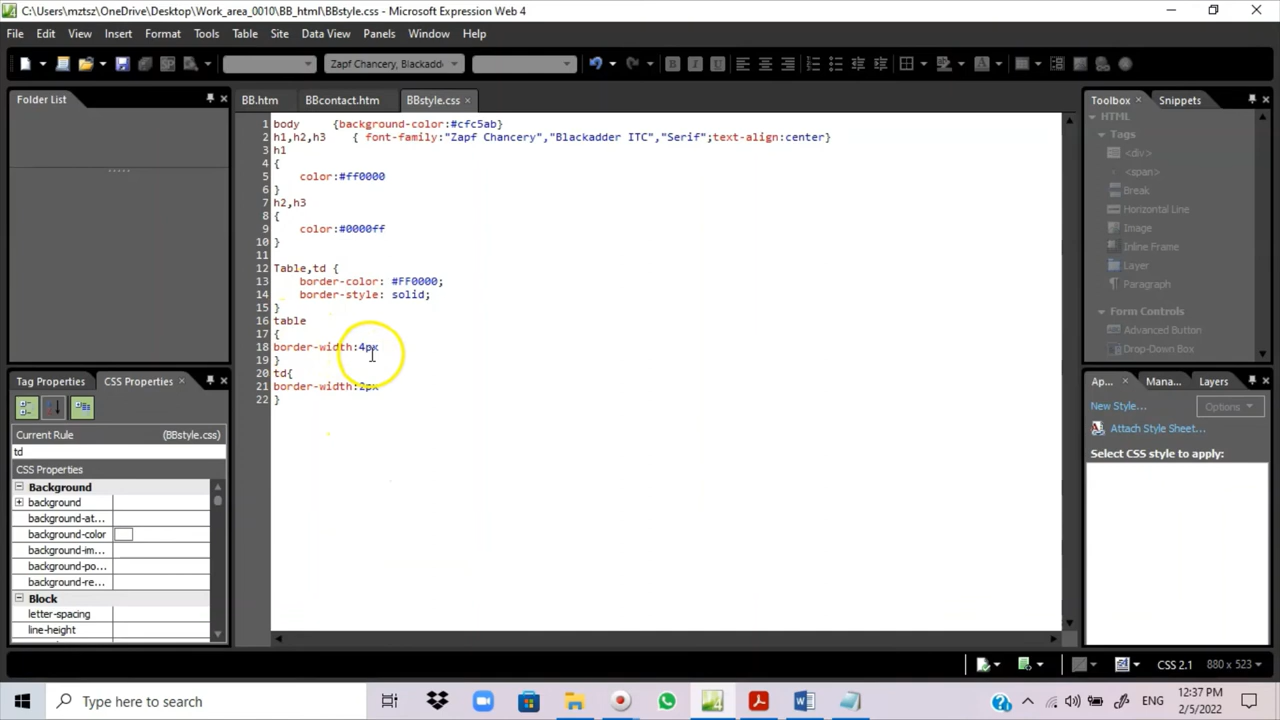 C:\Users\mztsz\OneDrive\Desktop\Work_area_0010\BB_html\BBstyle.css - Microsoft Expression Web 4
File Edit View Insert Format Tools Table Site Data View Panels Window Help
Zapf Chancery, Blackadd
Folder List
BB.htm BBcontact.htm BBstyle.css
Toolbox Snippets
1 body {background-color:#cfc5ab}
2 h1,h2,h3 { font-family:"Zapf Chancery","Blackadder ITC","Serif";text-align:center}
3 h1
4 {
5 color:#ff0000
6 }
7 h2,h3
8 {
9 color:#0000ff
10 }
11
12 Table,td {
13 border-color: #FF0000;
14 border-style: solid;
15 }
16 table
17 {
18 border-width:4px
19 }
20 td{
21 border-width:2px
22 }
HTML
Tags
<div>
<span>
Break
Horizontal Line
Image
Inline Frame
Layer
Paragraph
Form Controls
Advanced Button
Drop-Down Box
Tag Properties CSS Properties
Current Rule (BBstyle.css)
td
CSS Properties
Background
background
background-at...
background-color
background-im...
background-po...
background-re...
Block
letter-spacing
line-height
Ap... Mana... Layers
New Style... Options
Attach Style Sheet...
Select CSS style to apply:
CSS 2.1 880 x 523
Type here to search
ENG
12:37 PM
2/5/2022